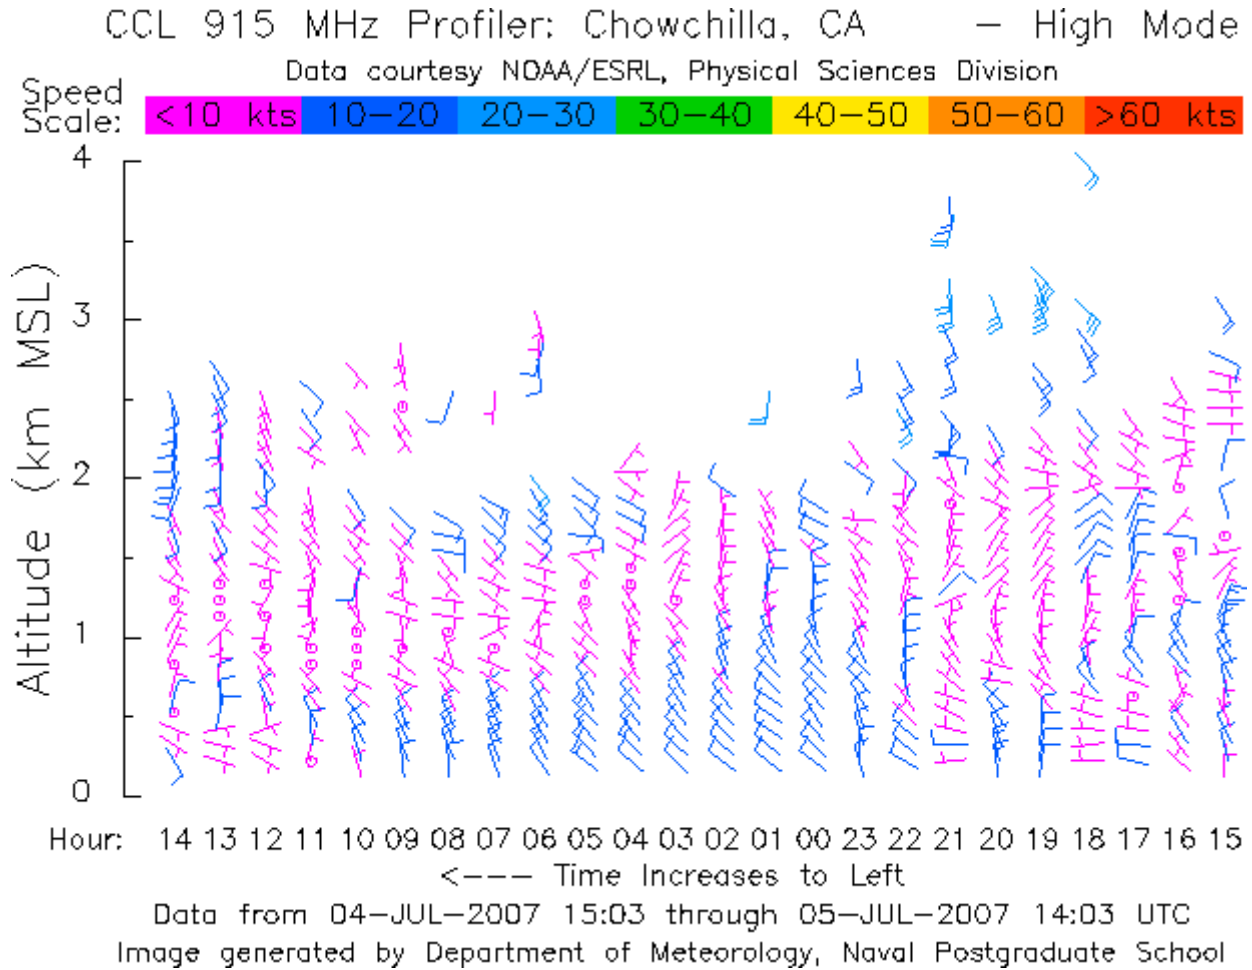 CCL 915 MHz Profiler: Chowchilla, CA — High Mode
Data courtesy NOAA/ESRL, Physical Sciences Division
Speed Scale: <10 kts 10-20 20-30 30-40 40-50 50-60 >60 kts
Altitude (km MSL)
4
3
2
1
0
Hour: 14 13 12 11 10 09 08 07 06 05 04 03 02 01 00 23 22 21 20 19 18 17 16 15
<--- Time Increases to Left
Data from 04-JUL-2007 15:03 through 05-JUL-2007 14:03 UTC
Image generated by Department of Meteorology, Naval Postgraduate School